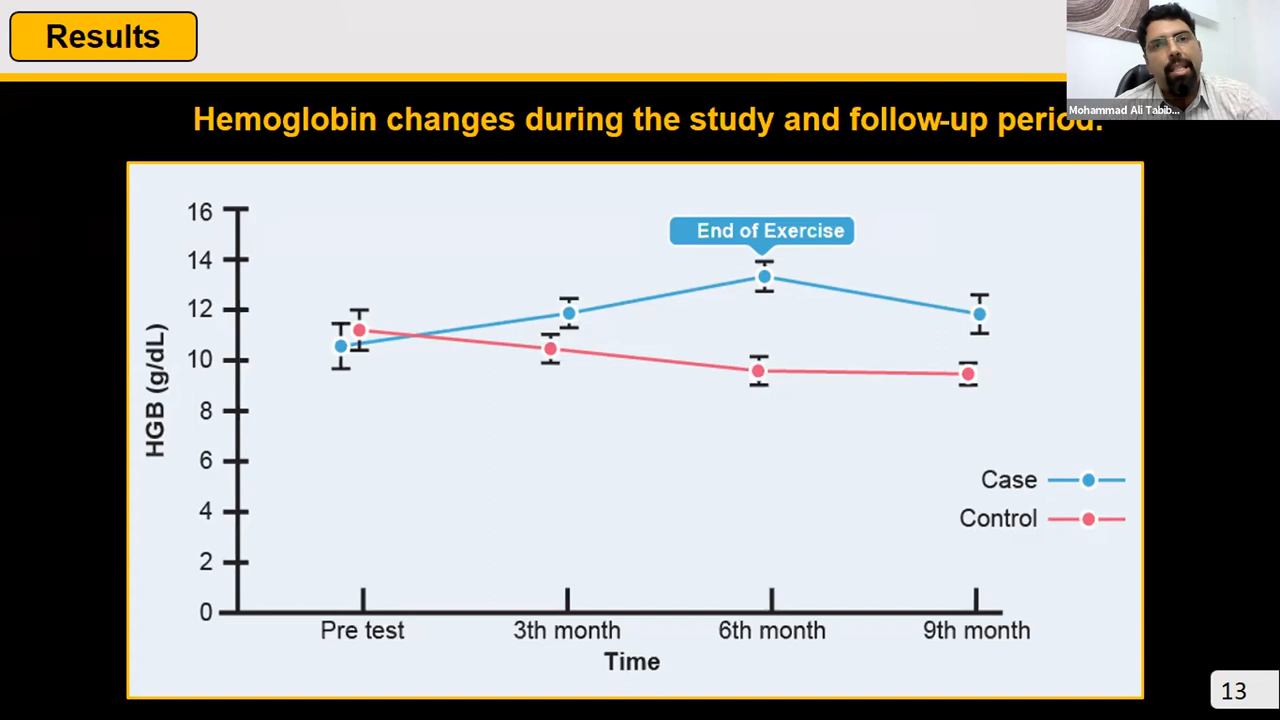 Results
Mohammad Ali Tabib...
Hemoglobin changes during the study and follow-up period.
End of Exercise
16
14
12
10
8
6
4
2
0
HGB (g/dL)
Case
Control
Pre test
3th month
6th month
9th month
Time
13